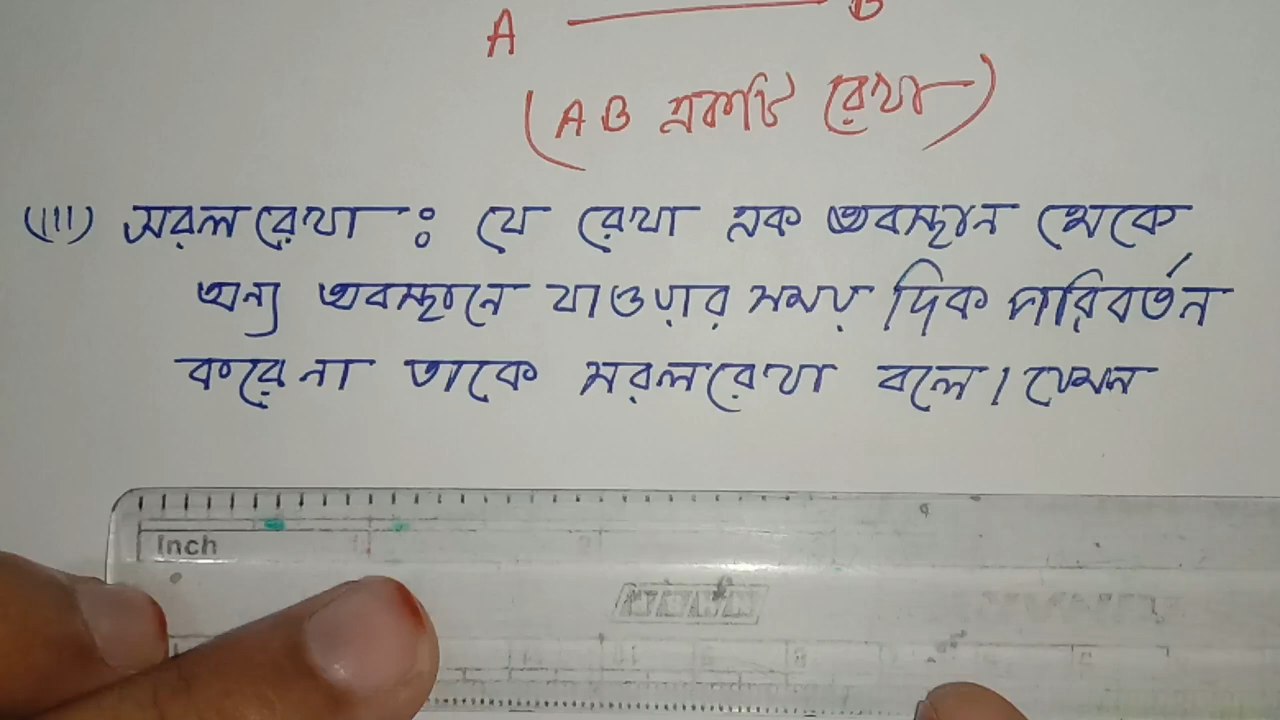 A B
(AB একটি রেখা)
(III) সরলরেখা : যে রেখা এক অবস্থান থেকে
অন্য অবস্থানে যাওয়ার সময় দিক পরিবর্তন
করেনা তাকে সরলরেখা বলে। যেমন
Inch